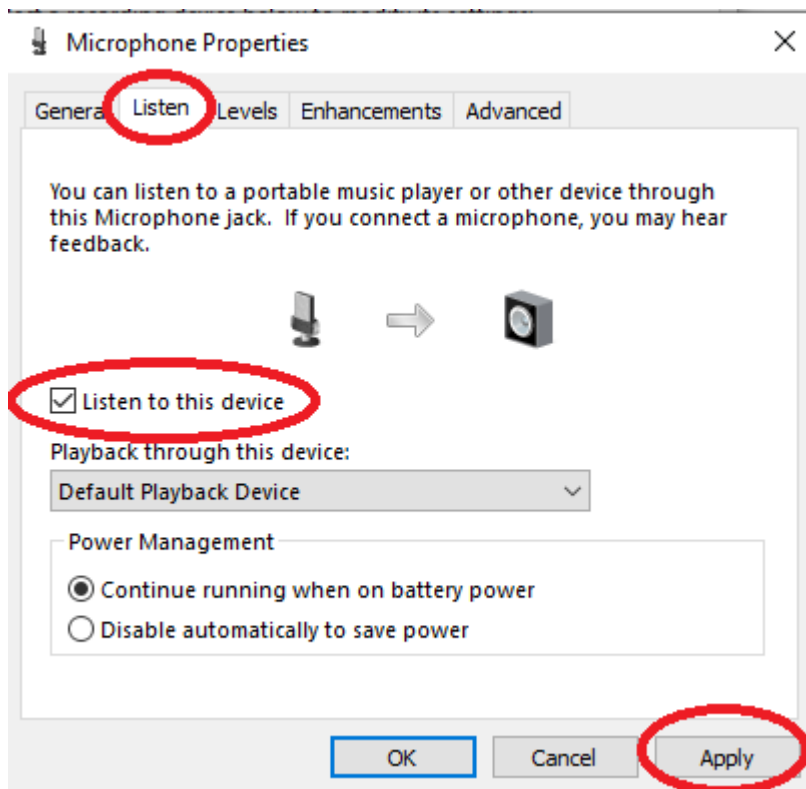 Microphone Properties
General Listen Levels Enhancements Advanced
You can listen to a portable music player or other device through
this Microphone jack. If you connect a microphone, you may hear
feedback.
Listen to this device
Playback through this device:
Default Playback Device
Power Management
Continue running when on battery power
Disable automatically to save power
OK Cancel Apply